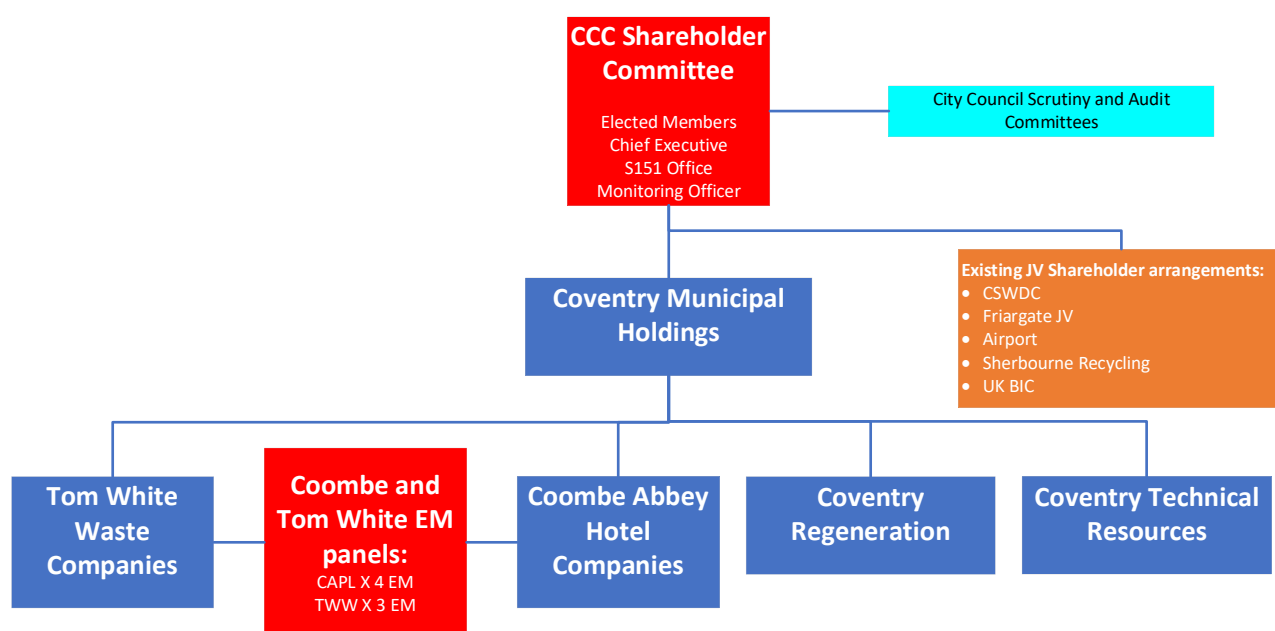 CCC Shareholder
Committee
Elected Members
Chief Executive
S151 Office
Monitoring Officer
City Council Scrutiny and Audit
Committees
Coventry Municipal
Holdings
Existing JV Shareholder arrangements:
• CSWDC
• Friargate JV
• Airport
• Sherbourne Recycling
• UK BIC
Tom White
Waste
Companies
Coombe and
Tom White EM
panels:
CAPL X 4 EM
TWW X 3 EM
Coombe Abbey
Hotel
Companies
Coventry
Regeneration
Coventry Technical
Resources